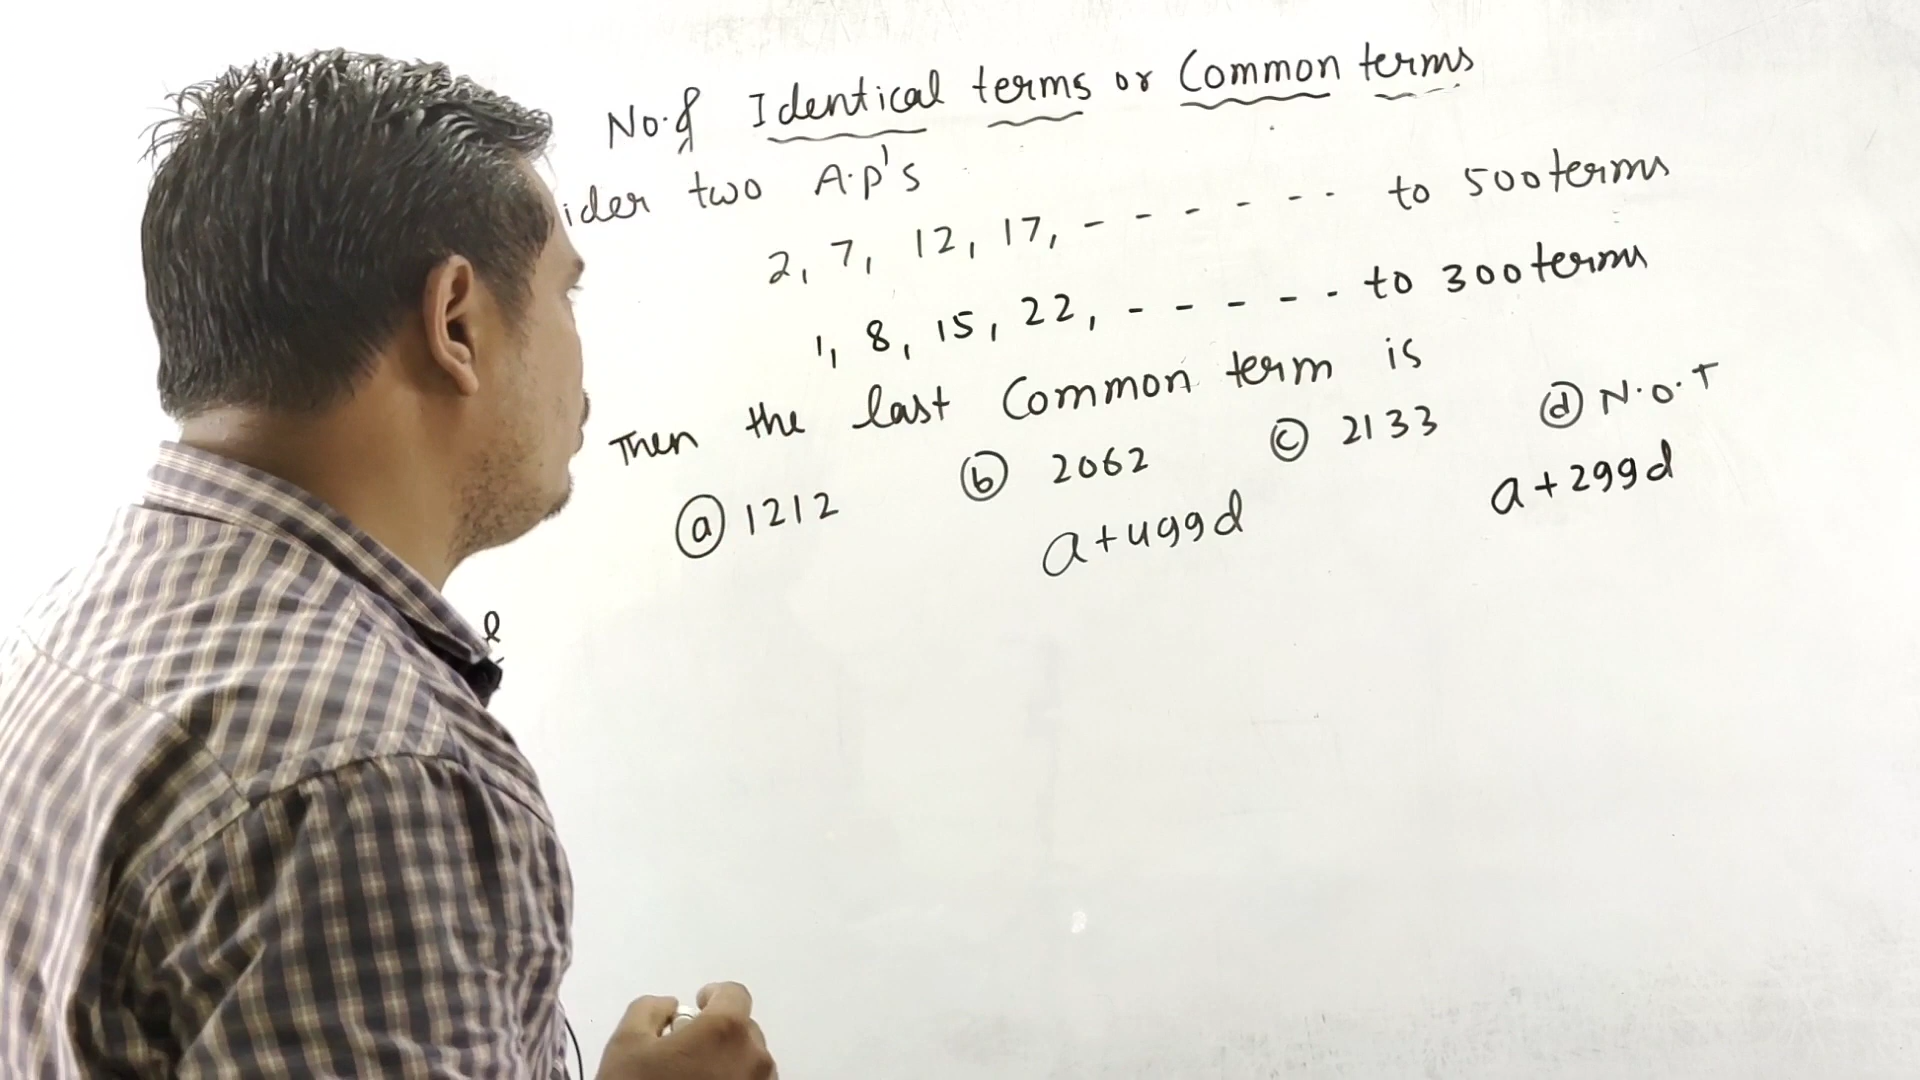 No. of Identical terms or Common terms
ider two A.P's
2, 7, 12, 17, - - - - - - to 500 terms
1, 8, 15, 22, - - - - - to 300 terms
Then the last Common term is
ⓐ 1212 ⓑ 2062 ⓒ 2133 ⓓ N.O.T
a+499d a+299d
l